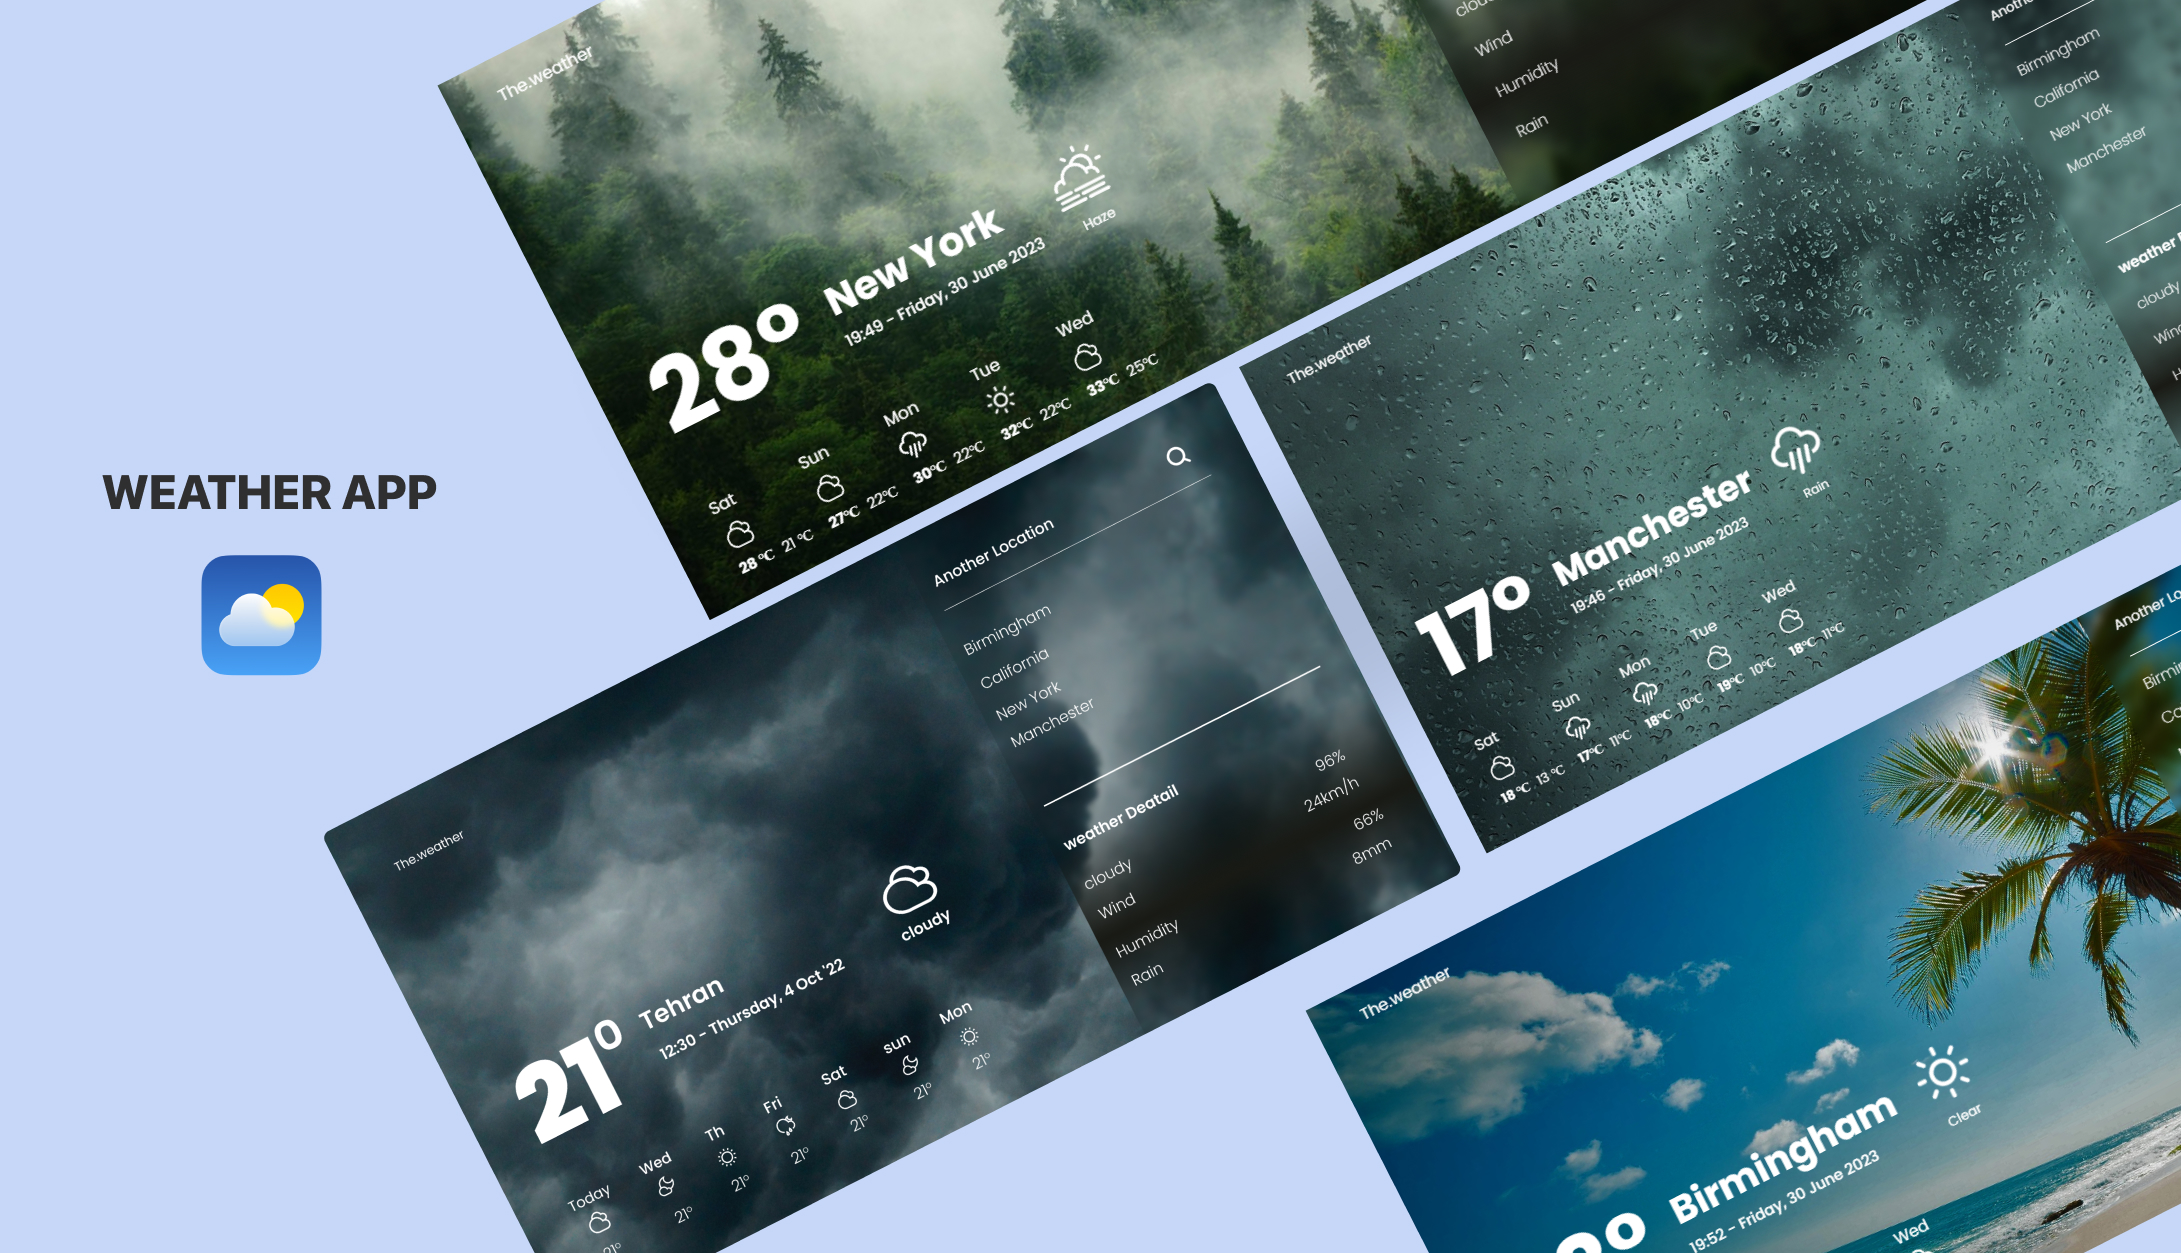 WEATHER APP
The.weather
28°
New York
19:49 - Friday, 30 June 2023
Haze
Sat
28 °C 21 °C
Sun
27°C 22°C
Mon
30°C 22°C
Tue
32°C 22°C
Wed
33°C 25°C
Wind
Humidity
Rain
The.weather
17°
Manchester
19:46 - Friday, 30 June 2023
Rain
Sat
18 °C 13 °C
Sun
17°C 11°C
Mon
18°C 10°C
Tue
19°C 10°C
Wed
18°C 11°C
Birmingham
California
New York
Manchester
weather
cloudy
The.weather
21°
Tehran
12:30 - Thursday, 4 Oct '22
cloudy
Today
21°
Wed
21°
Th
21°
Fri
21°
Sat
21°
sun
21°
Mon
21°
Another Location
Birmingham
California
New York
Manchester
weather Deatail
cloudy 96%
Wind 24km/h
Humidity 66%
Rain 8mm
The.weather
Birmingham
19:52 - Friday, 30 June 2023
Clear
Wed
Another